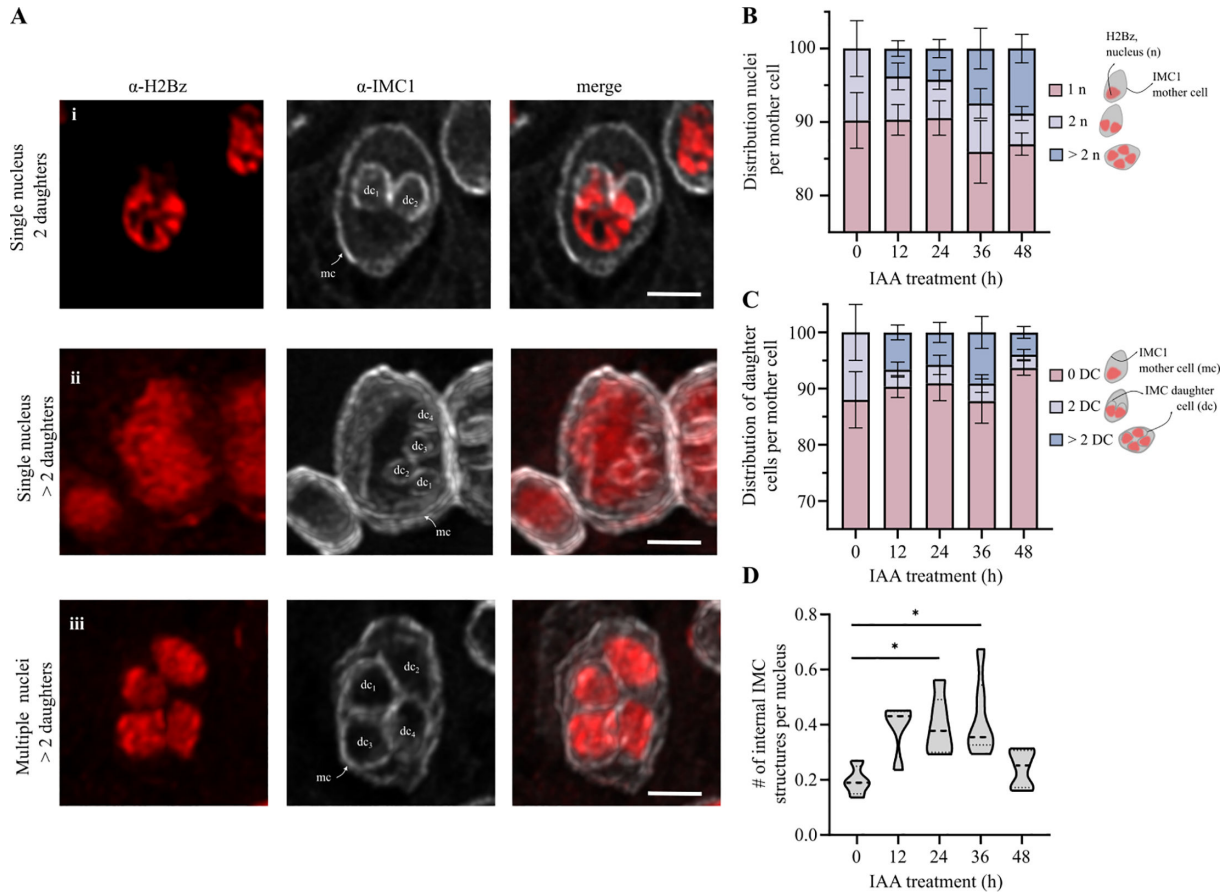 A
α-H2Bz
α-IMC1
merge
Single nucleus
2 daughters
i
dc1
dc2
mc
Single nucleus
> 2 daughters
ii
dc4
dc3
dc2
dc1
mc
Multiple nuclei
> 2 daughters
iii
dc1
dc2
dc3
dc4
mc
B
Distribution nuclei
per mother cell
100
90
80
0 12 24 36 48
IAA treatment (h)
1 n
2 n
> 2 n
H2Bz,
nucleus (n)
IMC1
mother cell
C
Distribution of daughter
cells per mother cell
100
90
80
70
0 12 24 36 48
IAA treatment (h)
0 DC
2 DC
> 2 DC
IMC1
mother cell (mc)
IMC daughter
cell (dc)
D
# of internal IMC
structures per nucleus
0.8
0.6
0.4
0.2
0.0
*
*
0 12 24 36 48
IAA treatment (h)